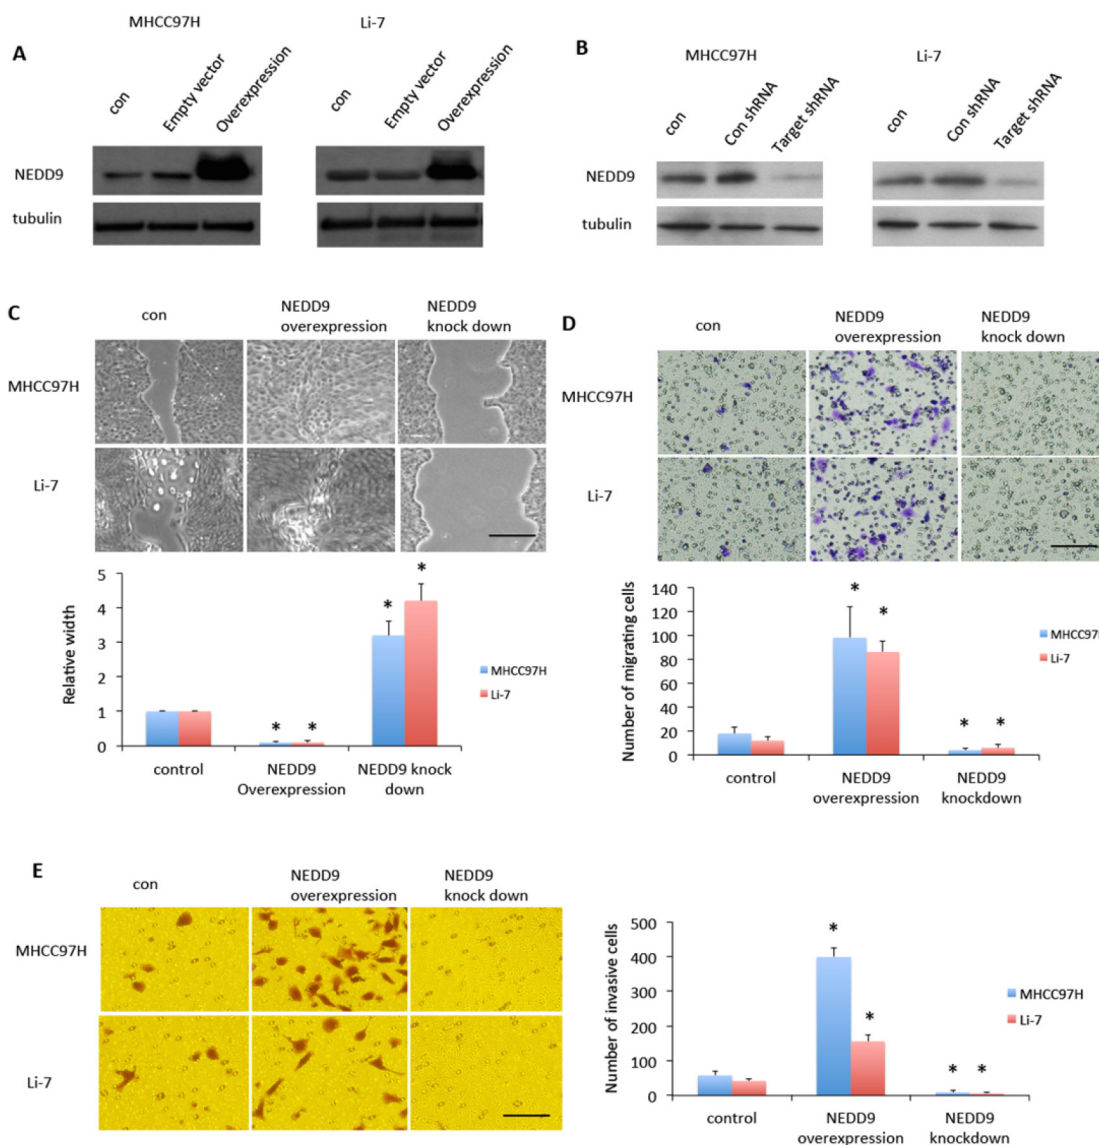 MHCC97H
Li-7
A
con
Empty vector
Overexpression
con
Empty vector
Overexpression
NEDD9
tubulin
B
MHCC97H
Li-7
con
Con shRNA
Target shRNA
con
Con shRNA
Target shRNA
NEDD9
tubulin
C
con
NEDD9
overexpression
NEDD9
knock down
MHCC97H
Li-7
Relative width
5
4
3
2
1
0
*
*
*
*
control
NEDD9
Overexpression
NEDD9 knock
down
MHCC97H
Li-7
D
con
NEDD9
overexpression
NEDD9
knock down
MHCC97H
Li-7
Number of migrating cells
140
120
100
80
60
40
20
0
*
*
*
*
control
NEDD9
overexpression
NEDD9
knockdown
MHCC97H
Li-7
E
con
NEDD9
overexpression
NEDD9
knock down
MHCC97H
Li-7
Number of invasive cells
500
400
300
200
100
0
*
*
*
*
control
NEDD9
overexpression
NEDD9
knockdown
MHCC97H
Li-7